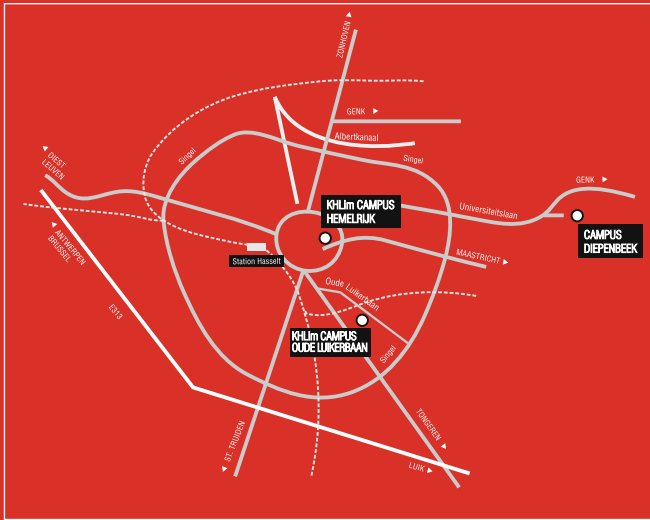 ZONHOVEN
GENK
Albertkanaal
Singel
Singel
DIEST
LEUVEN
GENK
KHLim CAMPUS
HEMELRIJK
Universiteitslaan
CAMPUS
DIEPENBEEK
ANTWERPEN
BRUSSEL
Station Hasselt
MAASTRICHT
Oude Luikerbaan
E313
KHLim CAMPUS
OUDE LUIKERBAAN
Singel
TONGEREN
ST. TRUIDEN
LUIK